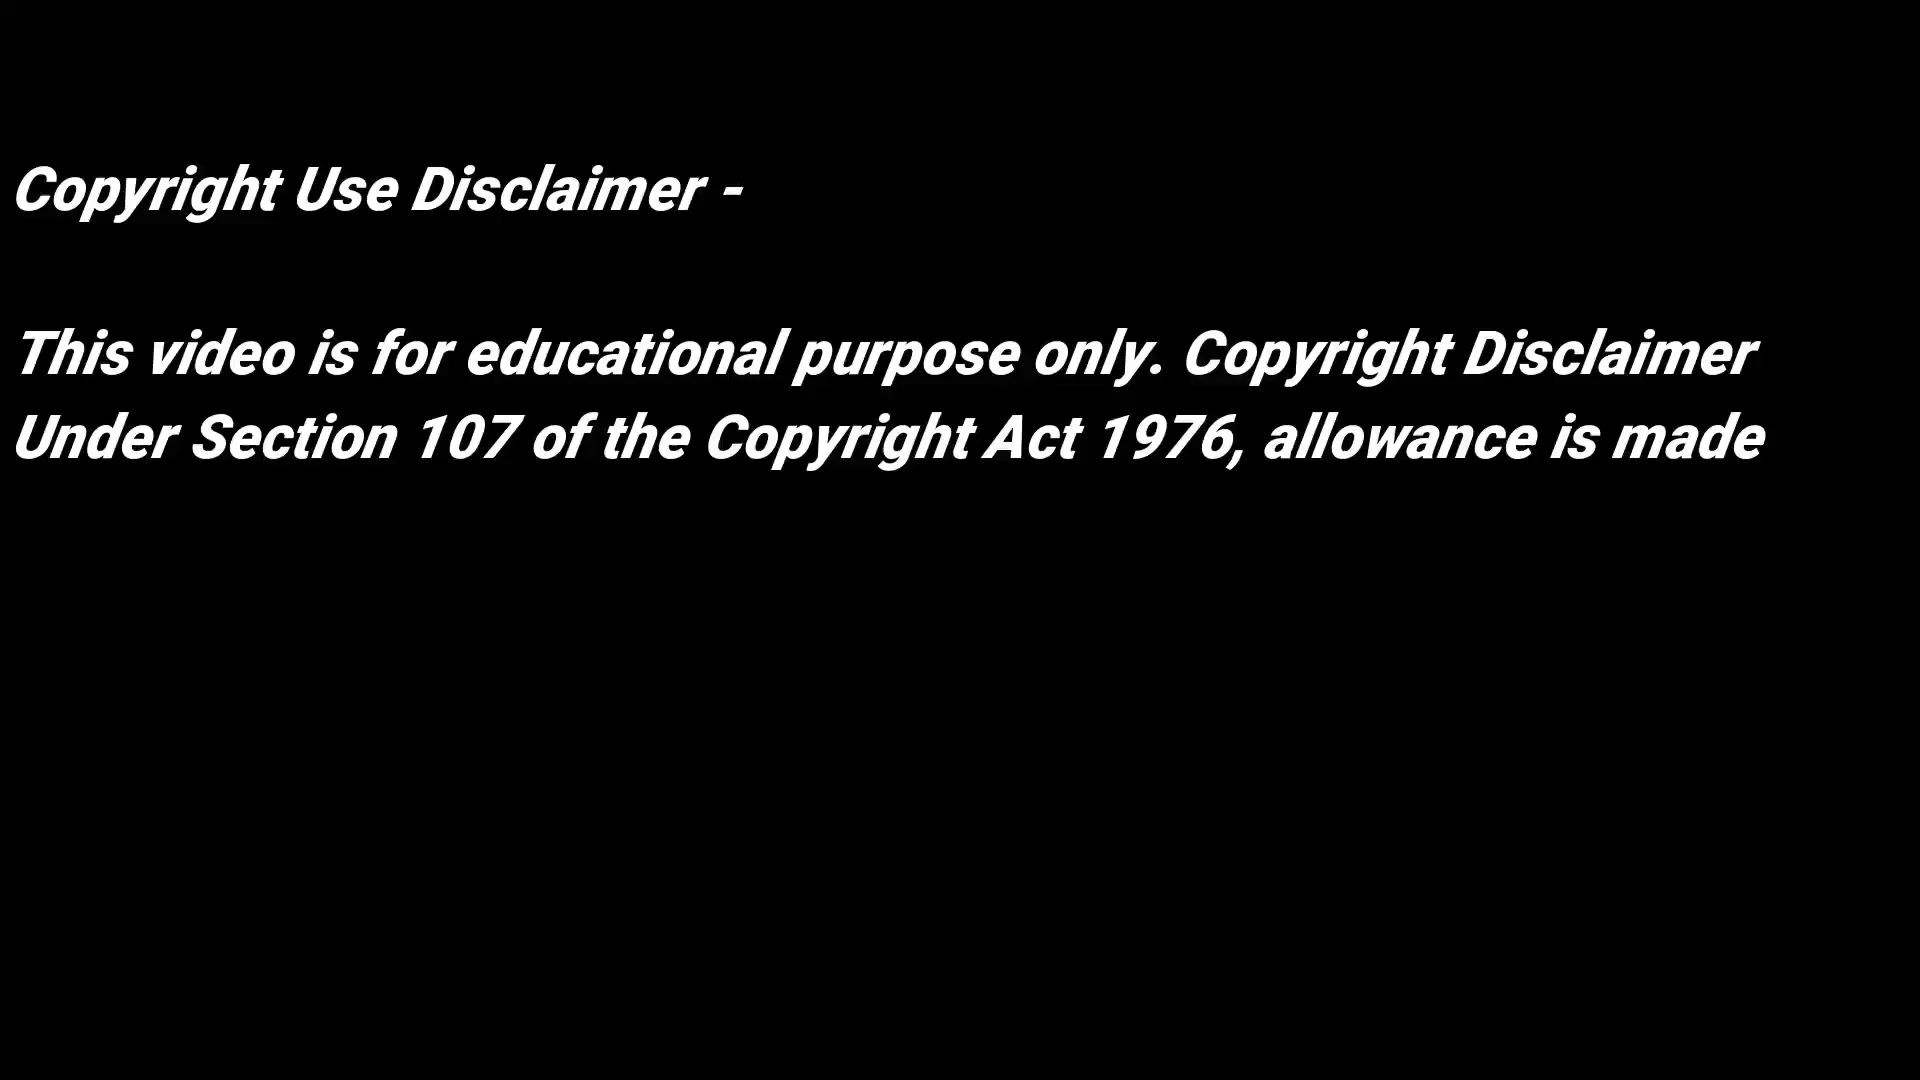 Copyright Use Disclaimer -
This video is for educational purpose only. Copyright Disclaimer
Under Section 107 of the Copyright Act 1976, allowance is made